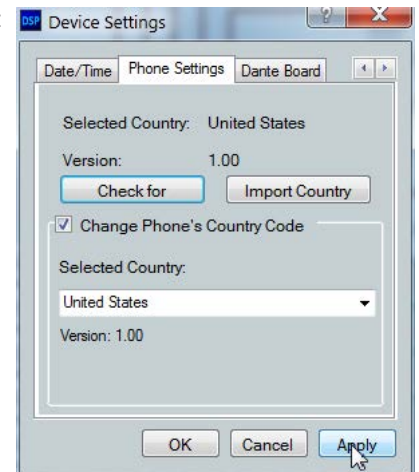 DSP Device Settings
Date/Time Phone Settings Dante Board
Selected Country: United States
Version: 1.00
Check for Import Country
Change Phone's Country Code
Selected Country:
United States
Version: 1.00
OK Cancel Apply